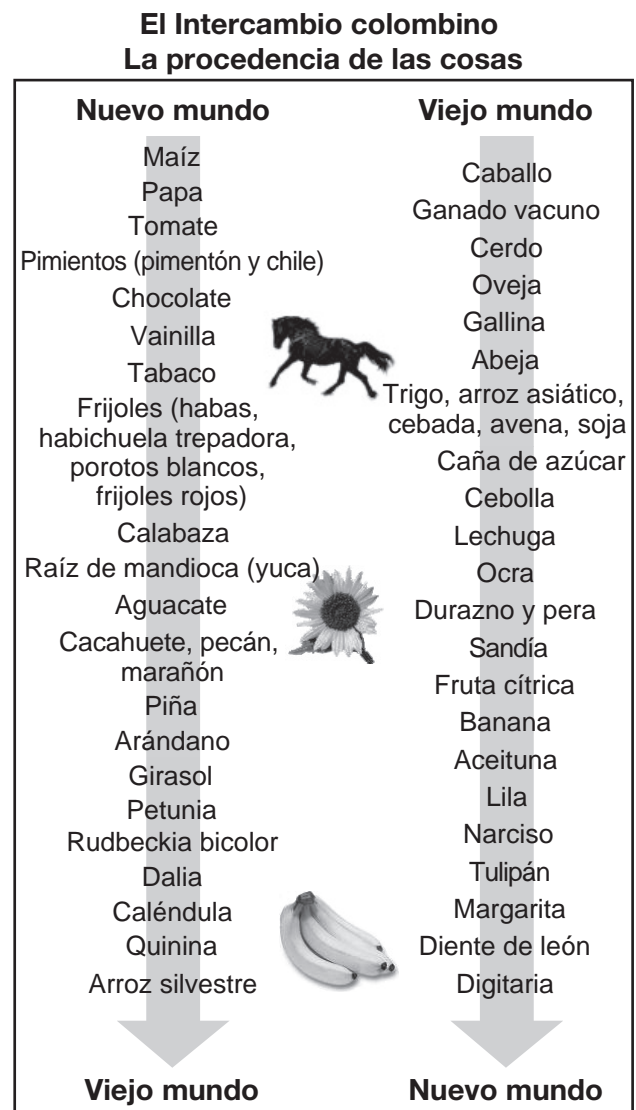 El Intercambio colombino
La procedencia de las cosas
Nuevo mundo
Maíz
Papa
Tomate
Pimientos (pimentón y chile)
Chocolate
Vainilla
Tabaco
Frijoles (habas,
habichuela trepadora,
porotos blancos,
frijoles rojos)
Calabaza
Raíz de mandioca (yuca)
Aguacate
Cacahuete, pecán,
marañón
Piña
Arándano
Girasol
Petunia
Rudbeckia bicolor
Dalia
Caléndula
Quinina
Arroz silvestre
Viejo mundo
Viejo mundo
Caballo
Ganado vacuno
Cerdo
Oveja
Gallina
Abeja
Trigo, arroz asiático,
cebada, avena, soja
Caña de azúcar
Cebolla
Lechuga
Ocra
Durazno y pera
Sandía
Fruta cítrica
Banana
Aceituna
Lila
Narciso
Tulipán
Margarita
Diente de león
Digitaria
Nuevo mundo